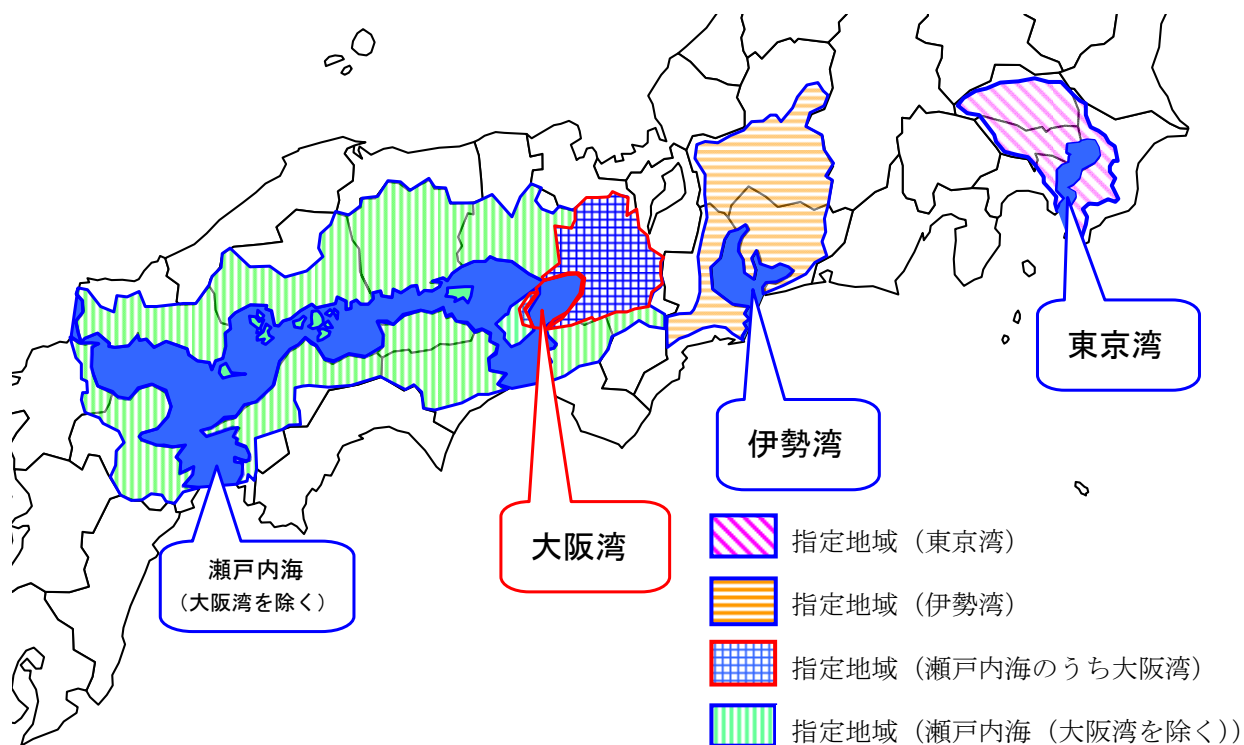 東京湾
伊勢湾
大阪湾
瀬戸内海
(大阪湾を除く)
指定地域（東京湾）
指定地域（伊勢湾）
指定地域（瀬戸内海のうち大阪湾）
指定地域（瀬戸内海（大阪湾を除く））